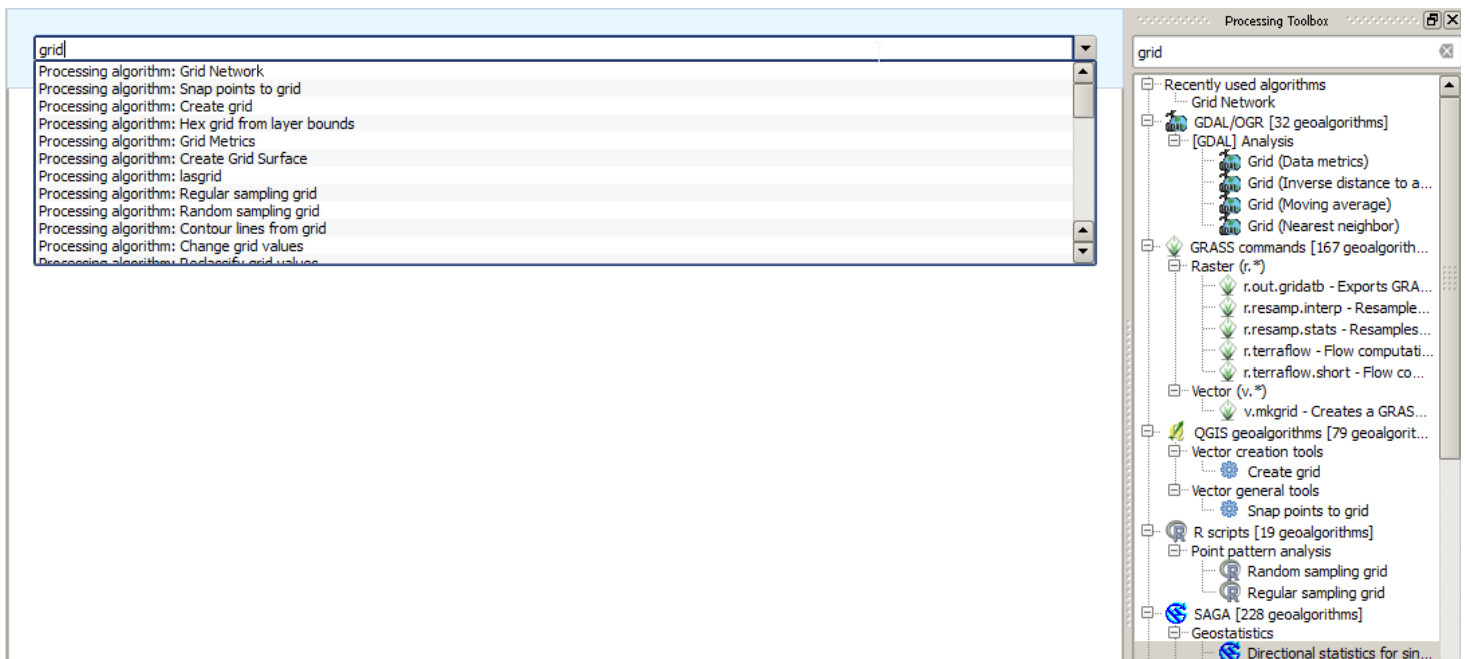 grid
Processing algorithm: Grid Network
Processing algorithm: Snap points to grid
Processing algorithm: Create grid
Processing algorithm: Hex grid from layer bounds
Processing algorithm: Grid Metrics
Processing algorithm: Create Grid Surface
Processing algorithm: lasgrid
Processing algorithm: Regular sampling grid
Processing algorithm: Random sampling grid
Processing algorithm: Contour lines from grid
Processing algorithm: Change grid values
Processing algorithm: Reclassify grid values
Processing Toolbox
grid
Recently used algorithms
Grid Network
GDAL/OGR [32 geoalgorithms]
[GDAL] Analysis
Grid (Data metrics)
Grid (Inverse distance to a...
Grid (Moving average)
Grid (Nearest neighbor)
GRASS commands [167 geoalgorith...
Raster (r.*)
r.out.gridatb - Exports GRA...
r.resamp.interp - Resample...
r.resamp.stats - Resamples...
r.terraflow - Flow computati...
r.terraflow.short - Flow co...
Vector (v.*)
v.mkgrid - Creates a GRAS...
QGIS geoalgorithms [79 geoalgorit...
Vector creation tools
Create grid
Vector general tools
Snap points to grid
R scripts [19 geoalgorithms]
Point pattern analysis
Random sampling grid
Regular sampling grid
SAGA [228 geoalgorithms]
Geostatistics
Directional statistics for sin...